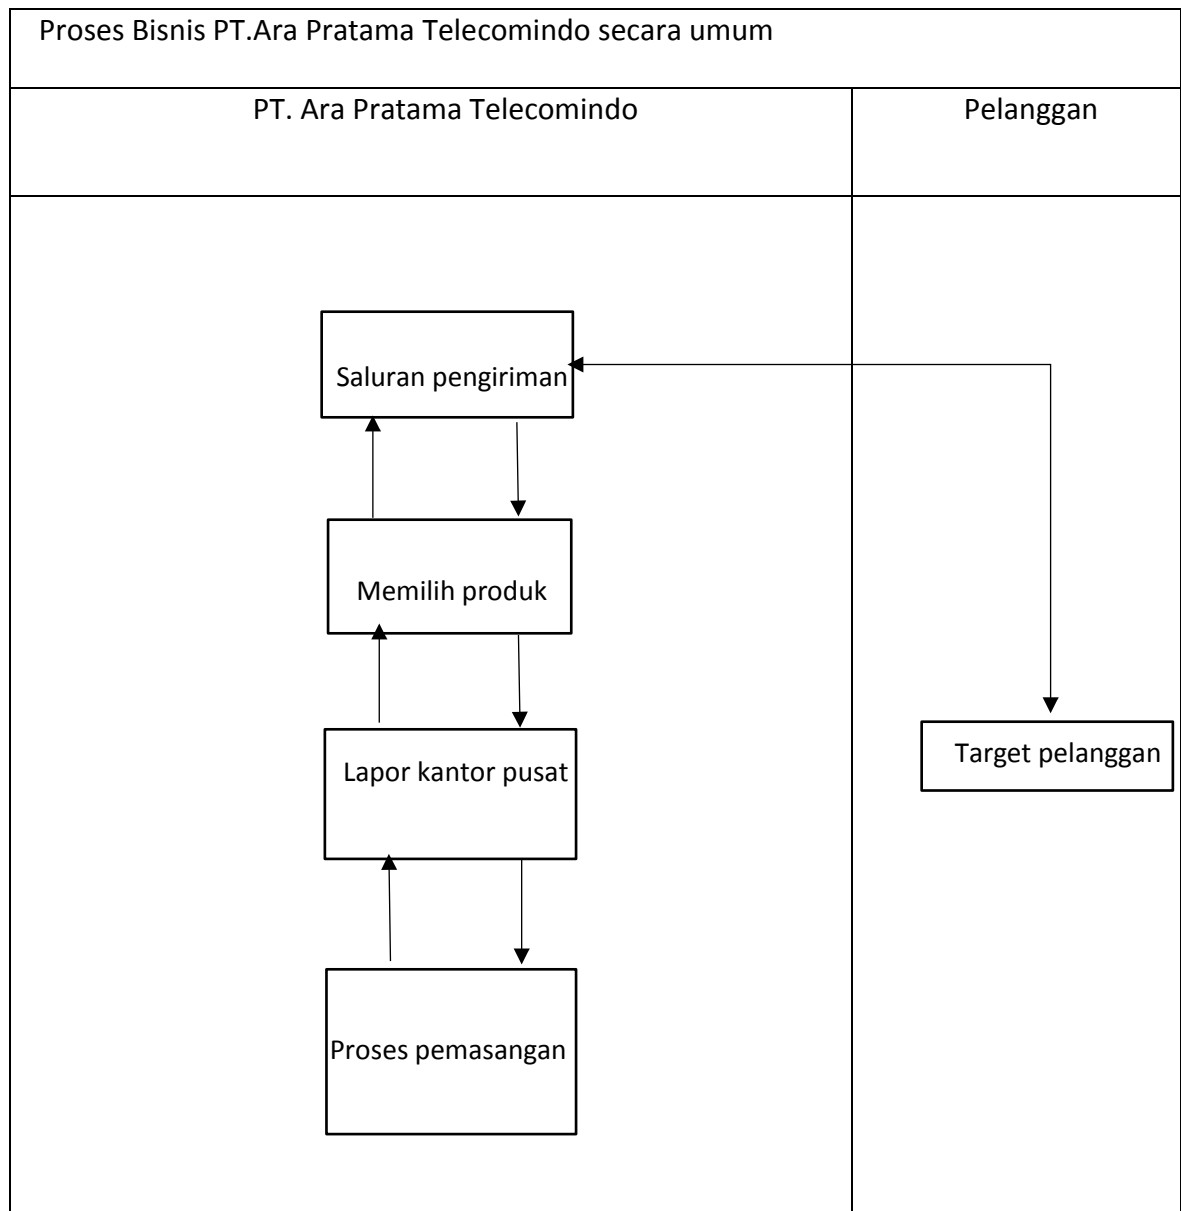 Proses Bisnis PT.Ara Pratama Telecomindo secara umum
PT. Ara Pratama Telecomindo
Pelanggan
Saluran pengiriman
Memilih produk
Lapor kantor pusat
Target pelanggan
Proses pemasangan